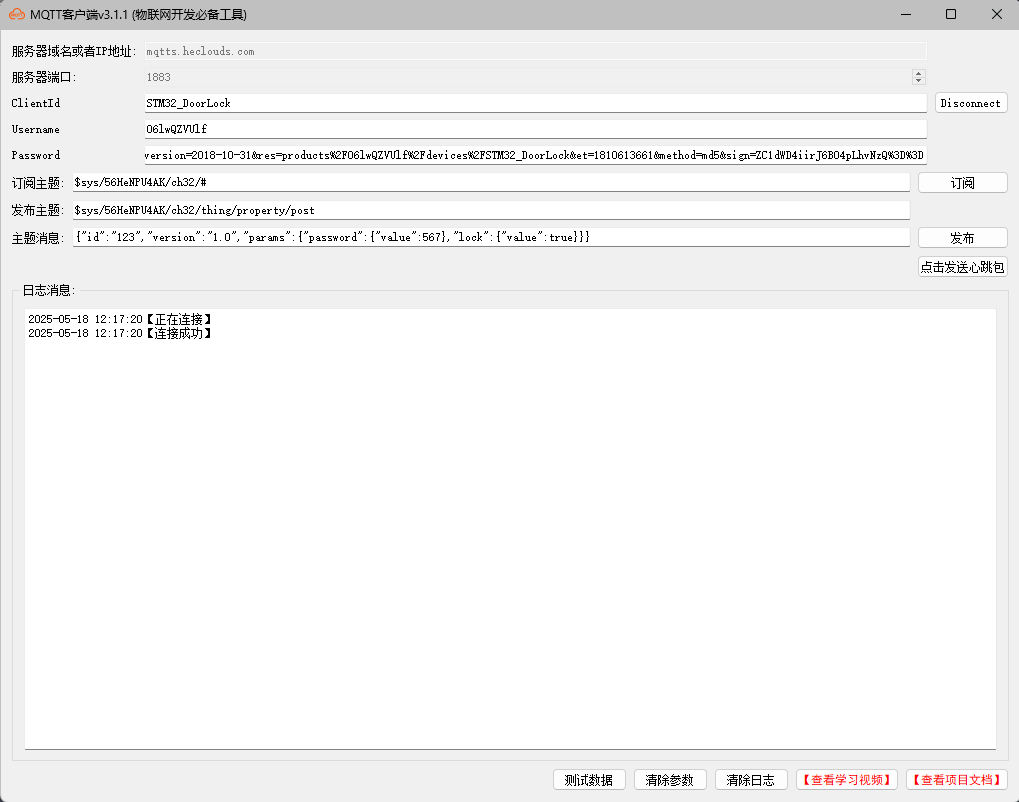 MQTT客户端v3.1.1 (物联网开发必备工具)
服务器域名或者IP地址: mqtts.heclouds.com
服务器端口: 1883
ClientId STM32_DoorLock Disconnect
Username O6lwQZVUlf
Password version=2018-10-31&res=products%2FO6lwQZVUlf%2Fdevices%2FSTM32_DoorLock&et=1810613661&method=md5&sign=ZC1dWD4iirJ6BO4pLhvNzQ%3D%3D
订阅主题: $sys/56HeNPU4AK/ch32/# 订阅
发布主题: $sys/56HeNPU4AK/ch32/thing/property/post
主题消息: {"id":"123","version":"1.0","params":{"password":{"value":567},"lock":{"value":true}}} 发布
点击发送心跳包
日志消息:
2025-05-18 12:17:20【正在连接】
2025-05-18 12:17:20【连接成功】
测试数据 清除参数 清除日志 【查看学习视频】 【查看项目文档】